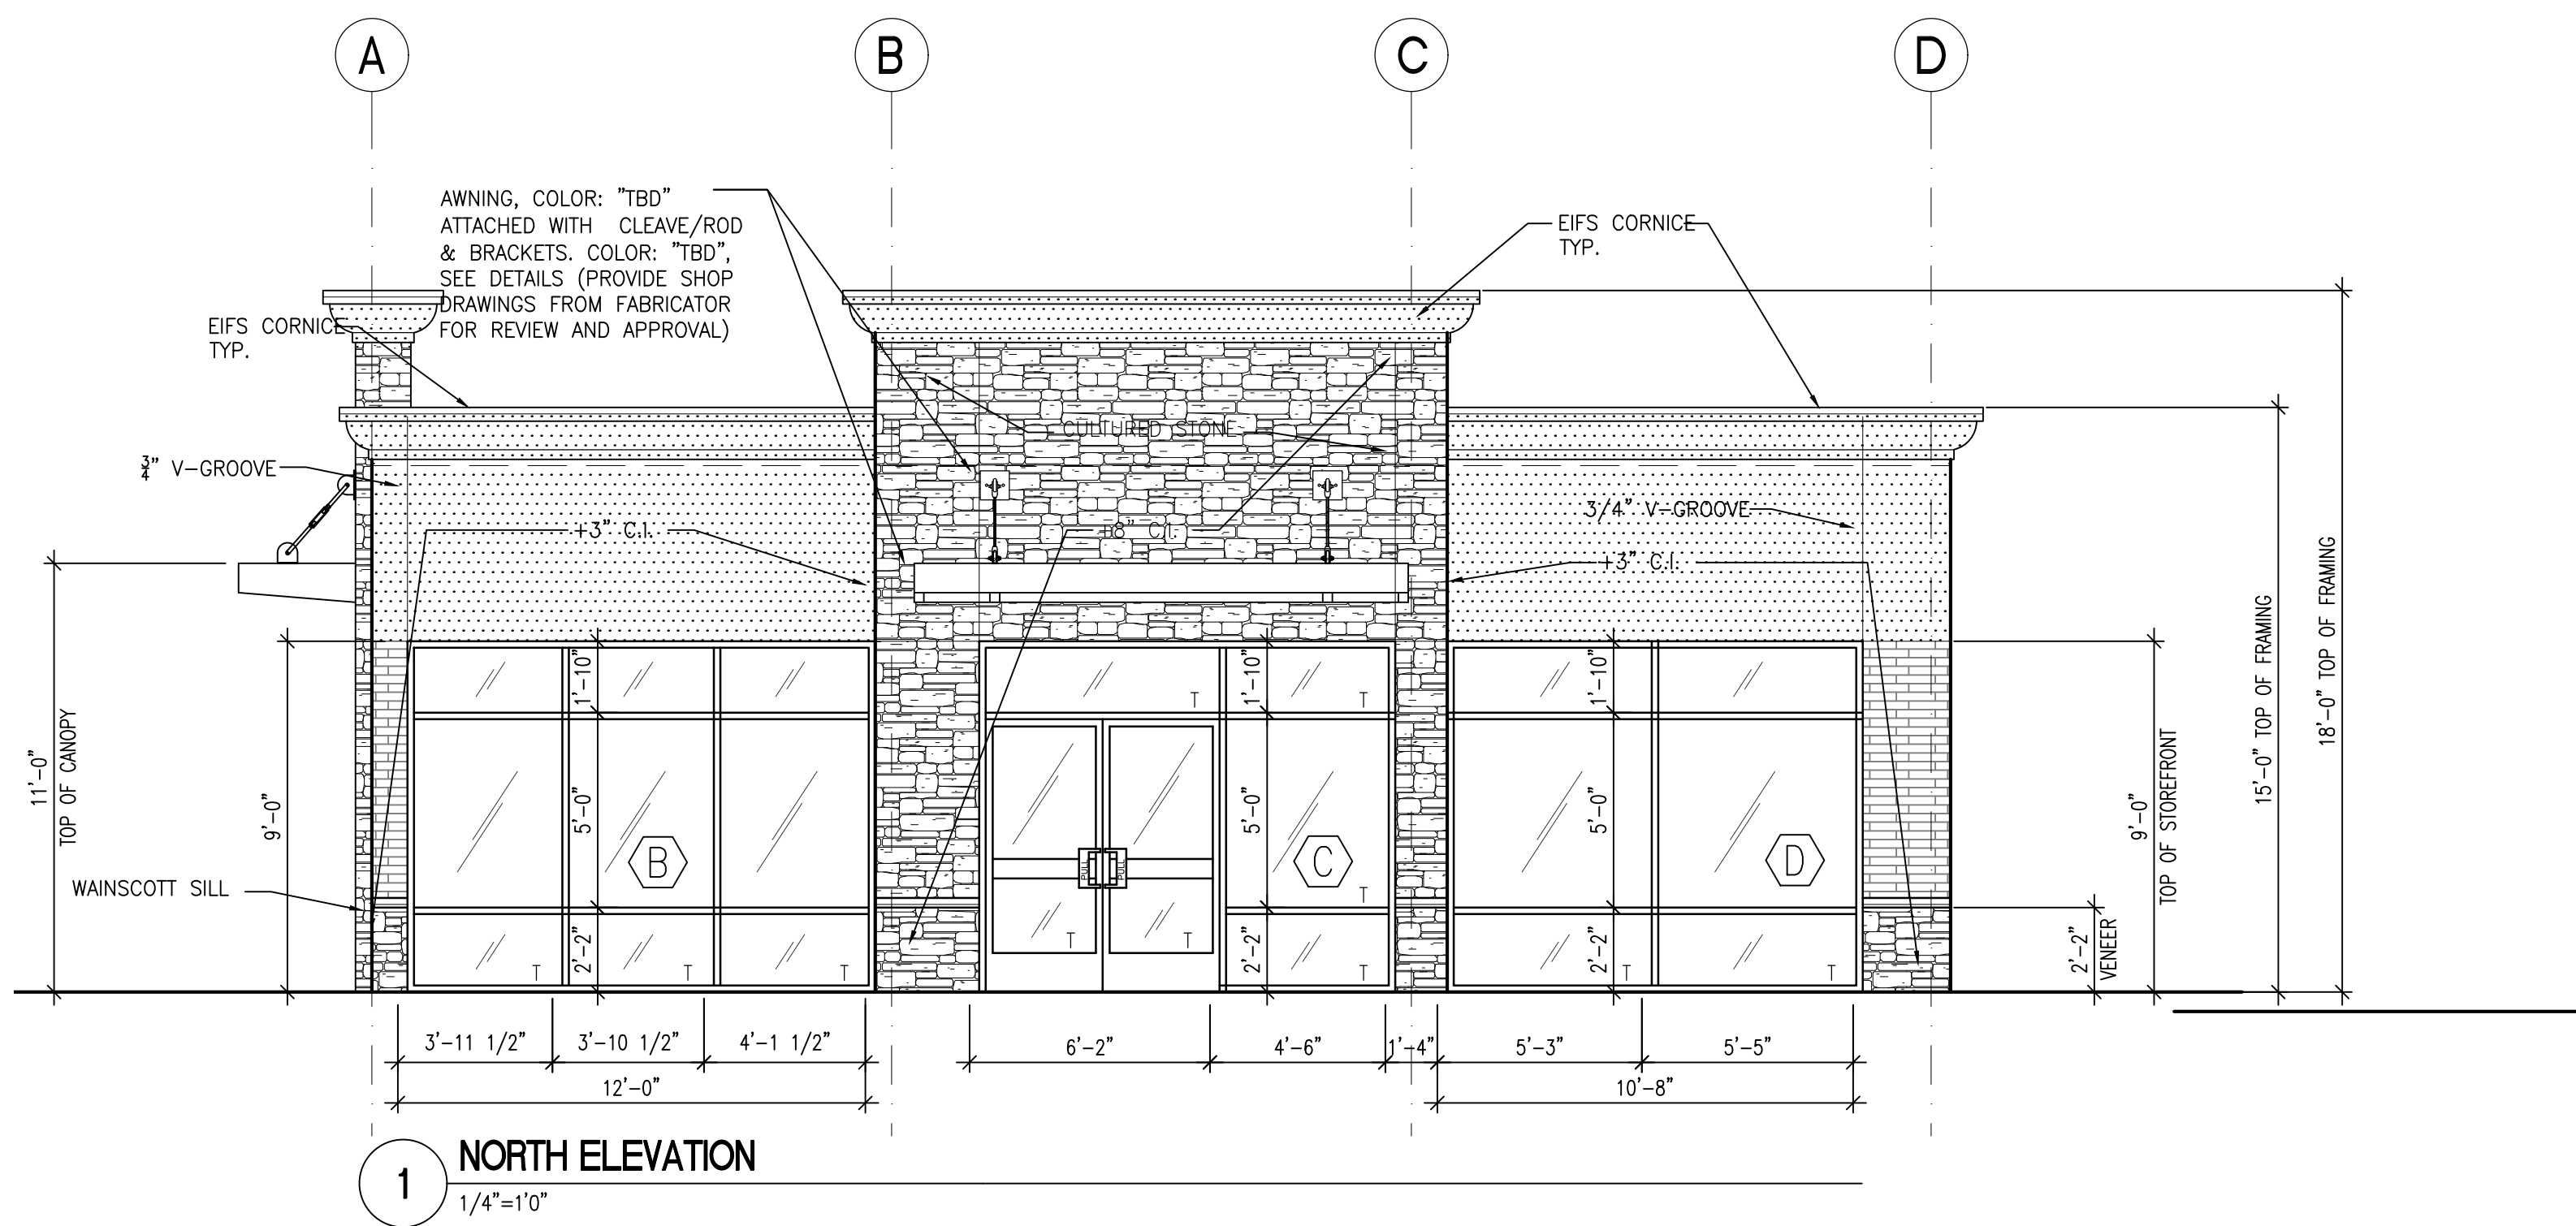 A
B
C
D
AWNING, COLOR: "TBD"
ATTACHED WITH CLEAVE/ROD
& BRACKETS. COLOR: "TBD",
SEE DETAILS (PROVIDE SHOP
DRAWINGS FROM FABRICATOR
FOR REVIEW AND APPROVAL)
EIFS CORNICE
TYP.
EIFS CORNICE
TYP.
CULTURED STONE
3/4" V-GROOVE
3/4" V-GROOVE
+3" C.I.
+8" C.I.
+3" C.I.
11'-0"
TOP OF CANOPY
9'-0"
WAINSCOTT SILL
1'-10"
5'-0"
2'-2"
B
T
T
T
T
T
PULL
PULL
T
T
1'-10"
5'-0"
2'-2"
C
T
T
1'-10"
5'-0"
2'-2"
D
T
T
2'-2"
VENEER
9'-0"
TOP OF STOREFRONT
15'-0" TOP OF FRAMING
18'-0" TOP OF FRAMING
3'-11 1/2"
3'-10 1/2"
4'-1 1/2"
6'-2"
4'-6"
1'-4"
5'-3"
5'-5"
12'-0"
10'-8"
1
NORTH ELEVATION
1/4"=1'0"